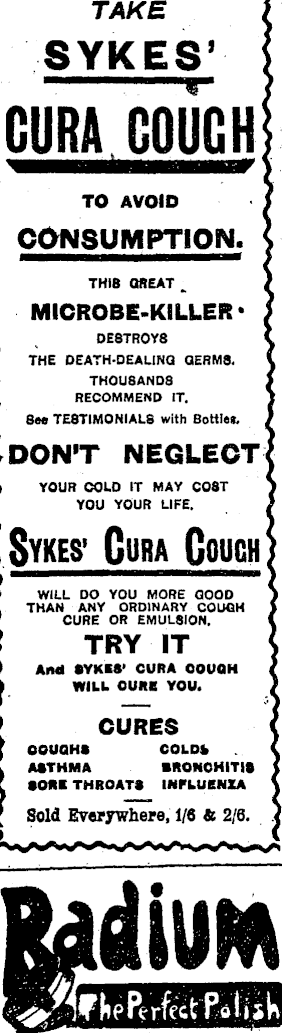 TAKE
SYKES'
CURA COUGH
TO AVOID
CONSUMPTION.
THIS GREAT
MICROBE-KILLER
DESTROYS
THE DEATH-DEALING GERMS.
THOUSANDS
RECOMMEND IT.
See TESTIMONIALS with Bottles.
DON'T NEGLECT
YOUR COLD IT MAY COST
YOU YOUR LIFE.
SYKES' CURA COUGH
WILL DO YOU MORE GOOD
THAN ANY ORDINARY COUGH
CURE OR EMULSION.
TRY IT
And SYKES' CURA COUGH
WILL CURE YOU.
CURES
COUGHS COLDS
ASTHMA BRONCHITIS
SORE THROATS INFLUENZA
Sold Everywhere, 1/6 & 2/6.
Radium
The Perfect Polish